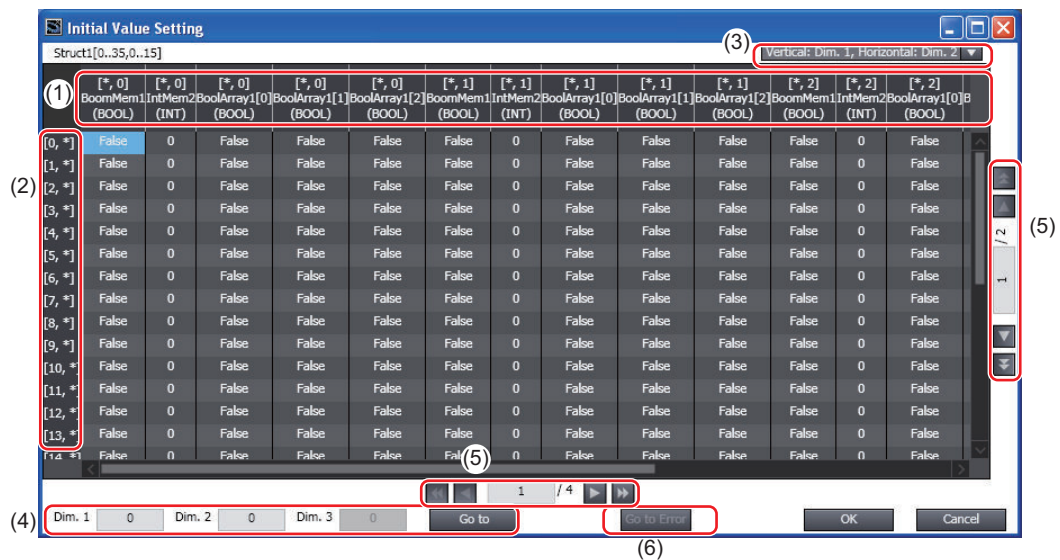 Initial Value Setting
Struct1[0..35,0..15]
(3)
Vertical: Dim. 1, Horizontal: Dim. 2
(1)
[*, 0] [*, 0] [*, 0] [*, 0] [*, 0] [*, 1] [*, 1] [*, 1] [*, 1] [*, 1] [*, 2] [*, 2] [*, 2]
BoomMem1 IntMem2 BoolArray1[0] BoolArray1[1] BoolArray1[2] BoomMem1 IntMem2 BoolArray1[0] BoolArray1[1] BoolArray1[2] BoomMem1 IntMem2 BoolArray1[0] B
(BOOL) (INT) (BOOL) (BOOL) (BOOL) (BOOL) (INT) (BOOL) (BOOL) (BOOL) (BOOL) (INT) (BOOL)
[0, *] False 0 False False False False 0 False False False False 0 False
[1, *] False 0 False False False False 0 False False False False 0 False
(2)
[2, *] False 0 False False False False 0 False False False False 0 False
[3, *] False 0 False False False False 0 False False False False 0 False
[4, *] False 0 False False False False 0 False False False False 0 False
[5, *] False 0 False False False False 0 False False False False 0 False
[6, *] False 0 False False False False 0 False False False False 0 False
[7, *] False 0 False False False False 0 False False False False 0 False
[8, *] False 0 False False False False 0 False False False False 0 False
[9, *] False 0 False False False False 0 False False False False 0 False
[10, *] False 0 False False False False 0 False False False False 0 False
[11, *] False 0 False False False False 0 False False False False 0 False
[12, *] False 0 False False False False 0 False False False False 0 False
[13, *] False 0 False False False False 0 False False False False 0 False
[14, *] False 0 False False False False 0 False False False False 0 False
1 / 2
(5)
(5)
1 / 4
(4)
Dim. 1 0 Dim. 2 0 Dim. 3 0 Go to
Go to Error
OK
Cancel
(6)